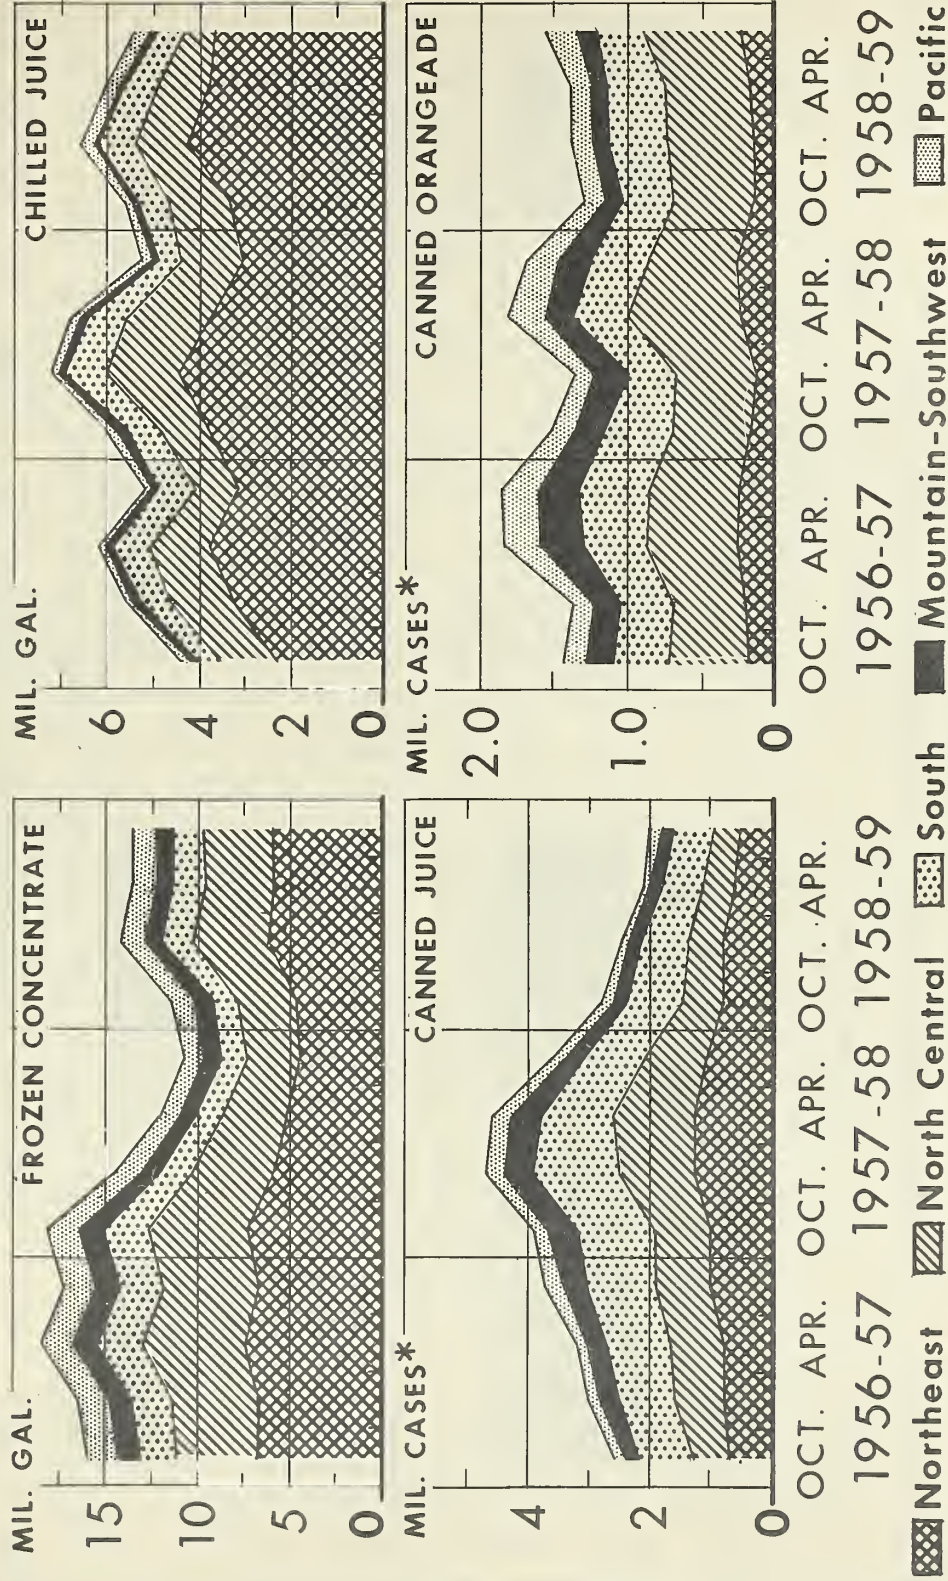 FROZEN CONCENTRATE
MIL. GAL.
15
10
5
0
CHILLED JUICE
MIL. GAL.
6
4
2
0
CANNED JUICE
MIL. CASES*
4
2
0
CANNED ORANGEADE
MIL. CASES*
2.0
1.0
0
OCT. APR. OCT. APR. OCT. APR.
1956-57 1957-58 1958-59
OCT. APR. OCT. APR. OCT. APR.
1956-57 1957-58 1958-59
Northeast North Central South Mountain-Southwest Pacific